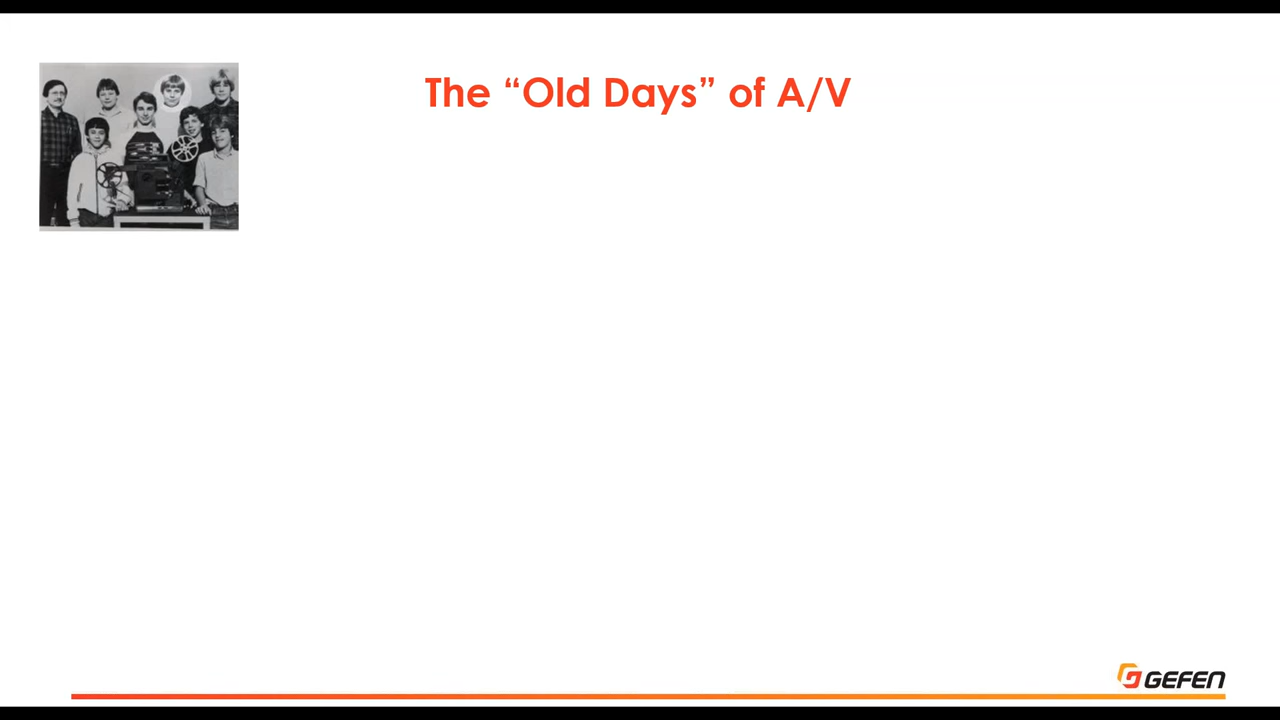 The “Old Days” of A/V
GEFEN